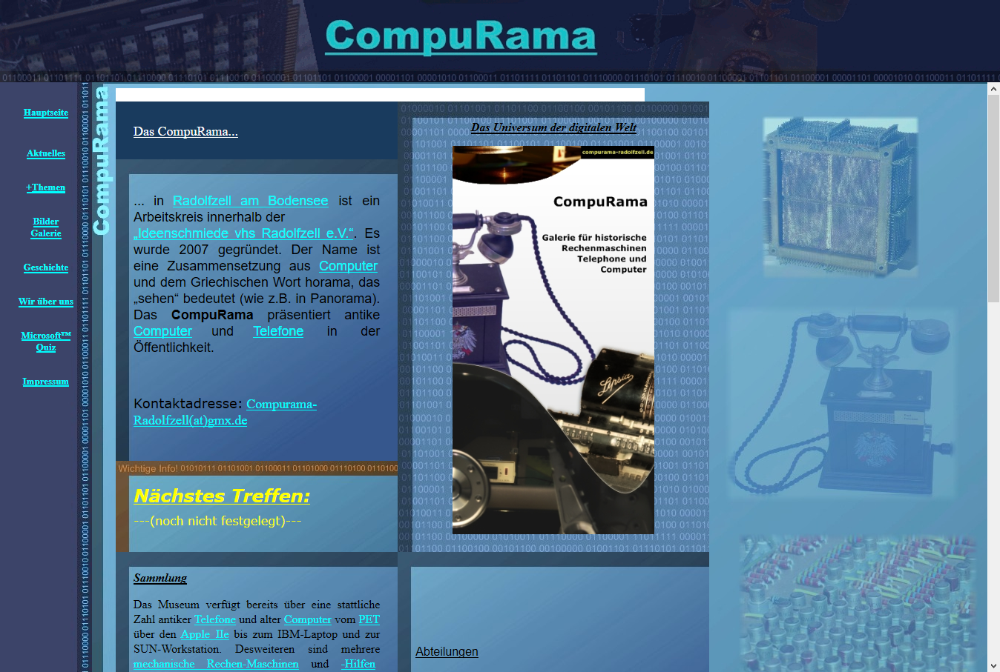 CompuRama
Hauptseite
Aktuelles
+Themen
Bilder
Galerie
Geschichte
Wir über uns
Microsoft™
Quiz
Impressum
CompuRama
Das CompuRama...
... in Radolfzell am Bodensee ist ein
Arbeitskreis innerhalb der
„Ideenschmiede vhs Radolfzell e.V.“. Es
wurde 2007 gegründet. Der Name ist
eine Zusammensetzung aus Computer
und dem Griechischen Wort horama, das
„sehen“ bedeutet (wie z.B. in Panorama).
Das CompuRama präsentiert antike
Computer und Telefone in der
Öffentlichkeit.
Kontaktadresse: Compurama-
Radolfzell(at)gmx.de
Wichtige Info! 01010111 01101001 01100011 01101000 01110100 0110100
Nächstes Treffen:
---(noch nicht festgelegt)---
Das Universum der digitalen Welt
compurama-radolfzell.de
CompuRama
Galerie für historische
Rechenmaschinen
Telephone und
Computer
Lipsia
Sammlung
Das Museum verfügt bereits über eine stattliche
Zahl antiker Telefone und alter Computer vom PET
über den Apple IIe bis zum IBM-Laptop und zur
SUN-Workstation. Desweiteren sind mehrere
mechanische Rechen-Maschinen und -Hilfen
Abteilungen